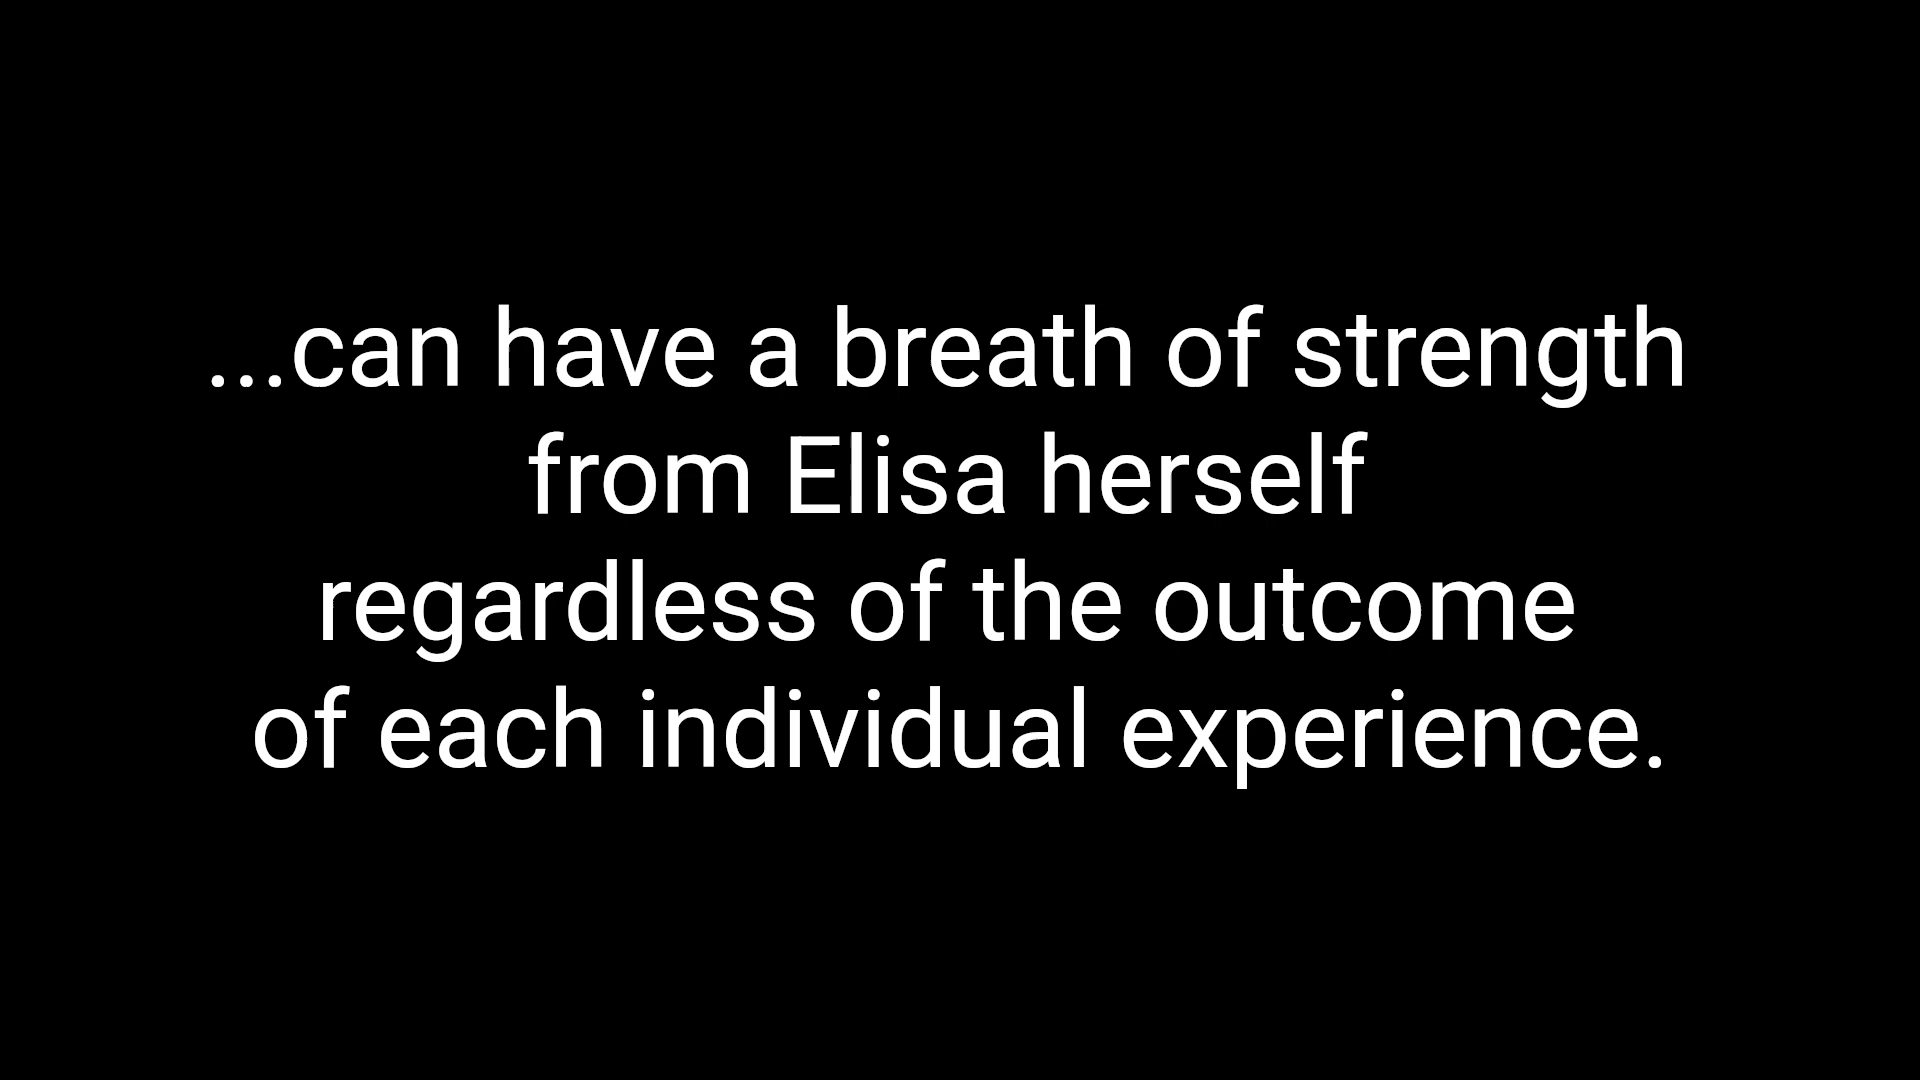 ...can have a breath of strength
from Elisa herself
regardless of the outcome
of each individual experience.